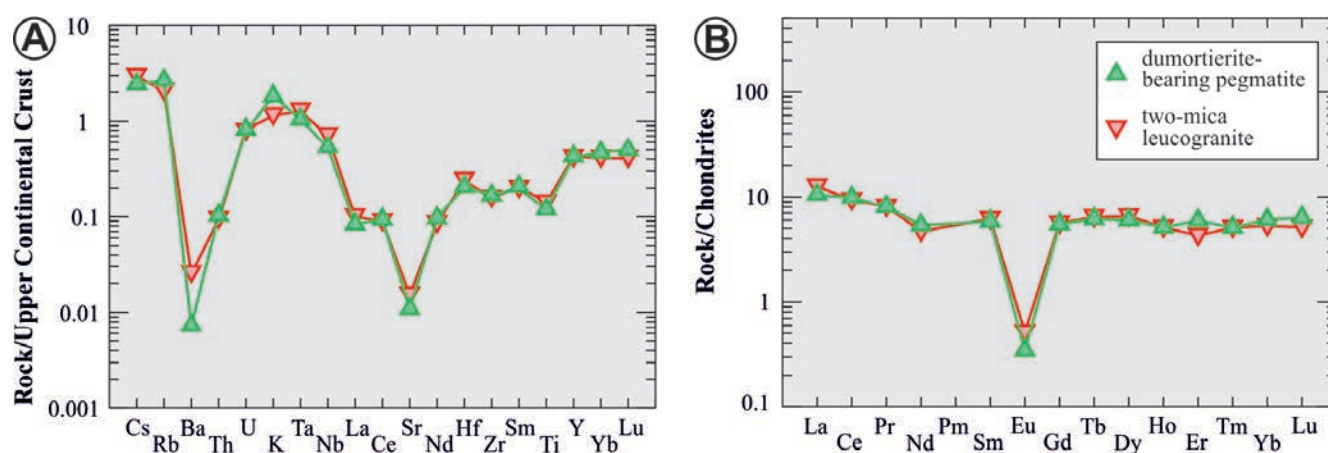 A
Rock/Upper Continental Crust
10
1
0.1
0.01
0.001
Cs Rb Ba Th U K Ta Nb La Ce Sr Nd Hf Zr Sm Ti Y Yb Lu
B
Rock/Chondrites
100
10
1
0.1
La Ce Pr Nd Pm Sm Eu Gd Tb Dy Ho Er Tm Yb Lu
dumortierite-
bearing pegmatite
two-mica
leucogranite